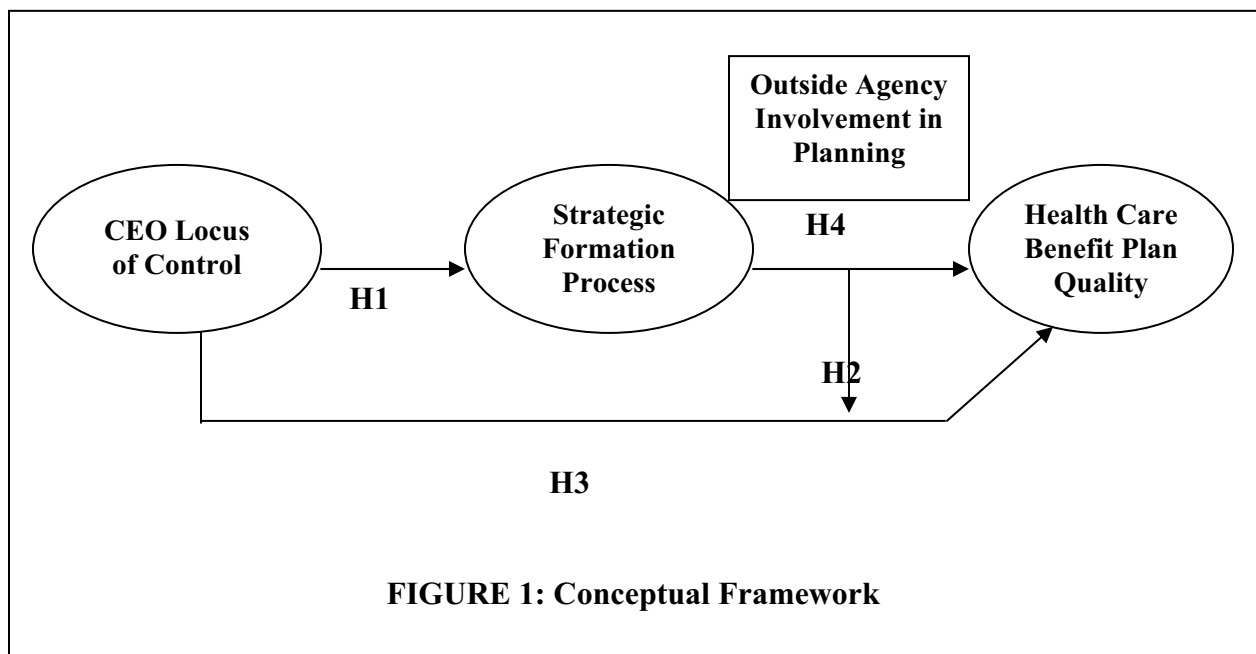 Outside Agency
Involvement in
Planning
CEO Locus
of Control
Strategic
Formation
Process
Health Care
Benefit Plan
Quality
H4
H1
H2
H3
FIGURE 1: Conceptual Framework